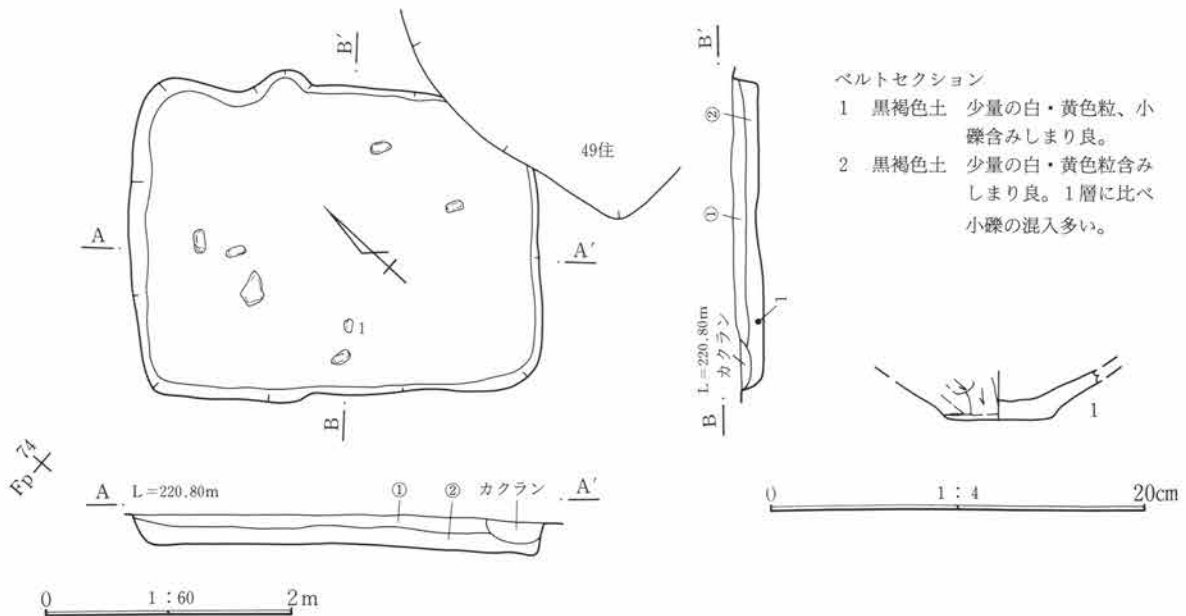 B′
B′
49住
②
①
1
L=220.80m
カクラン
B
ベルトセクション
1 黒褐色土 少量の白・黄色粒、小
礫含みしまり良。
2 黒褐色土 少量の白・黄色粒含み
しまり良。1層に比べ
小礫の混入多い。
A
A′
1
B
1
Fp 74
A L=220.80m ① ② カクラン A′
0 1:4 20cm
0 1:60 2m